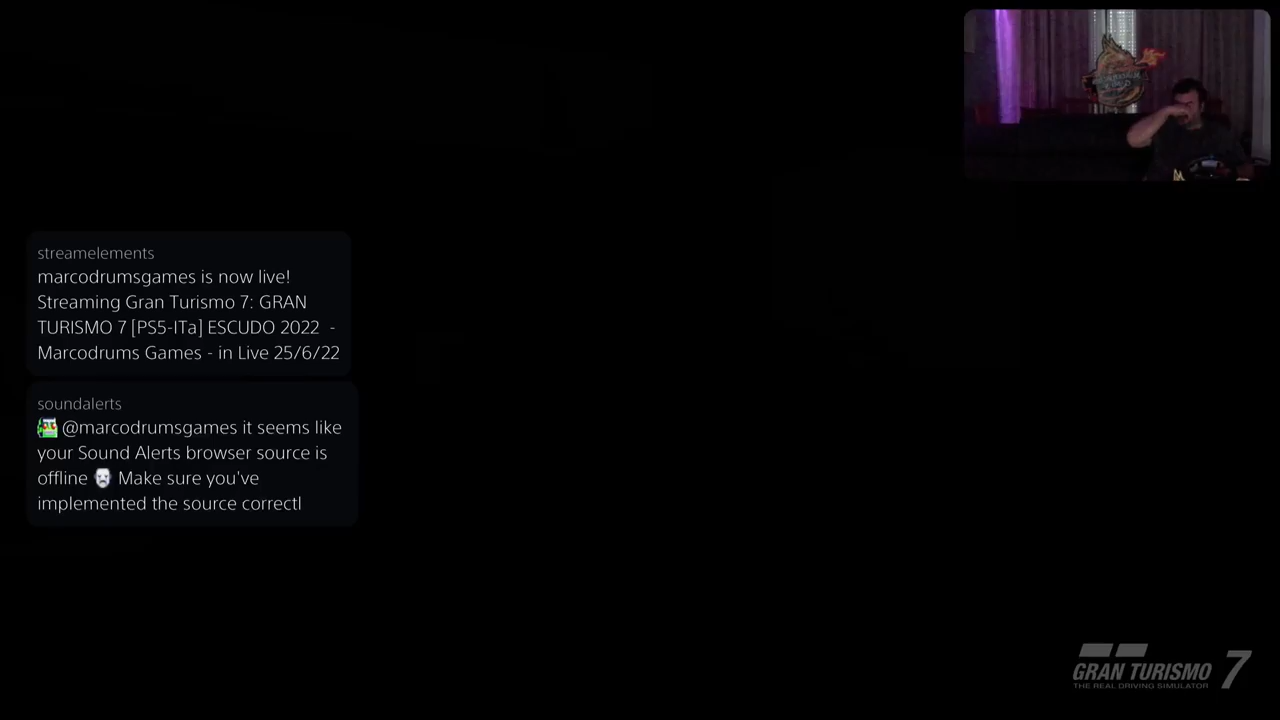 streamelements
marcodrumsgames is now live!
Streaming Gran Turismo 7: GRAN
TURISMO 7 [PS5-ITa] ESCUDO 2022 -
Marcodrums Games - in Live 25/6/22
soundalerts
@marcodrumsgames it seems like
your Sound Alerts browser source is
offline Make sure you've
implemented the source correctl
GRAN TURISMO 7
THE REAL DRIVING SIMULATOR